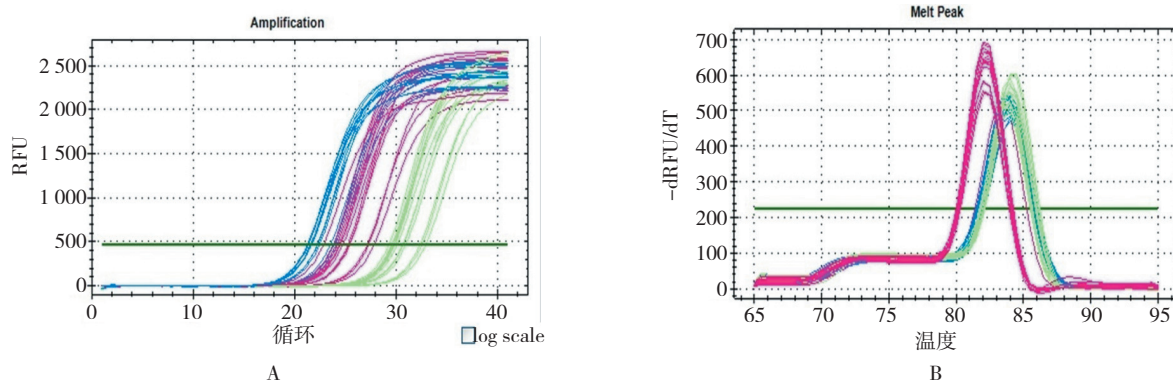 Amplification
RFU
2 500
2 000
1 500
1 000
500
0
0
10
20
30
40
循环
log scale
A
Melt Peak
-dRFU/dT
700
600
500
400
300
200
100
0
65
70
75
80
85
90
95
温度
B